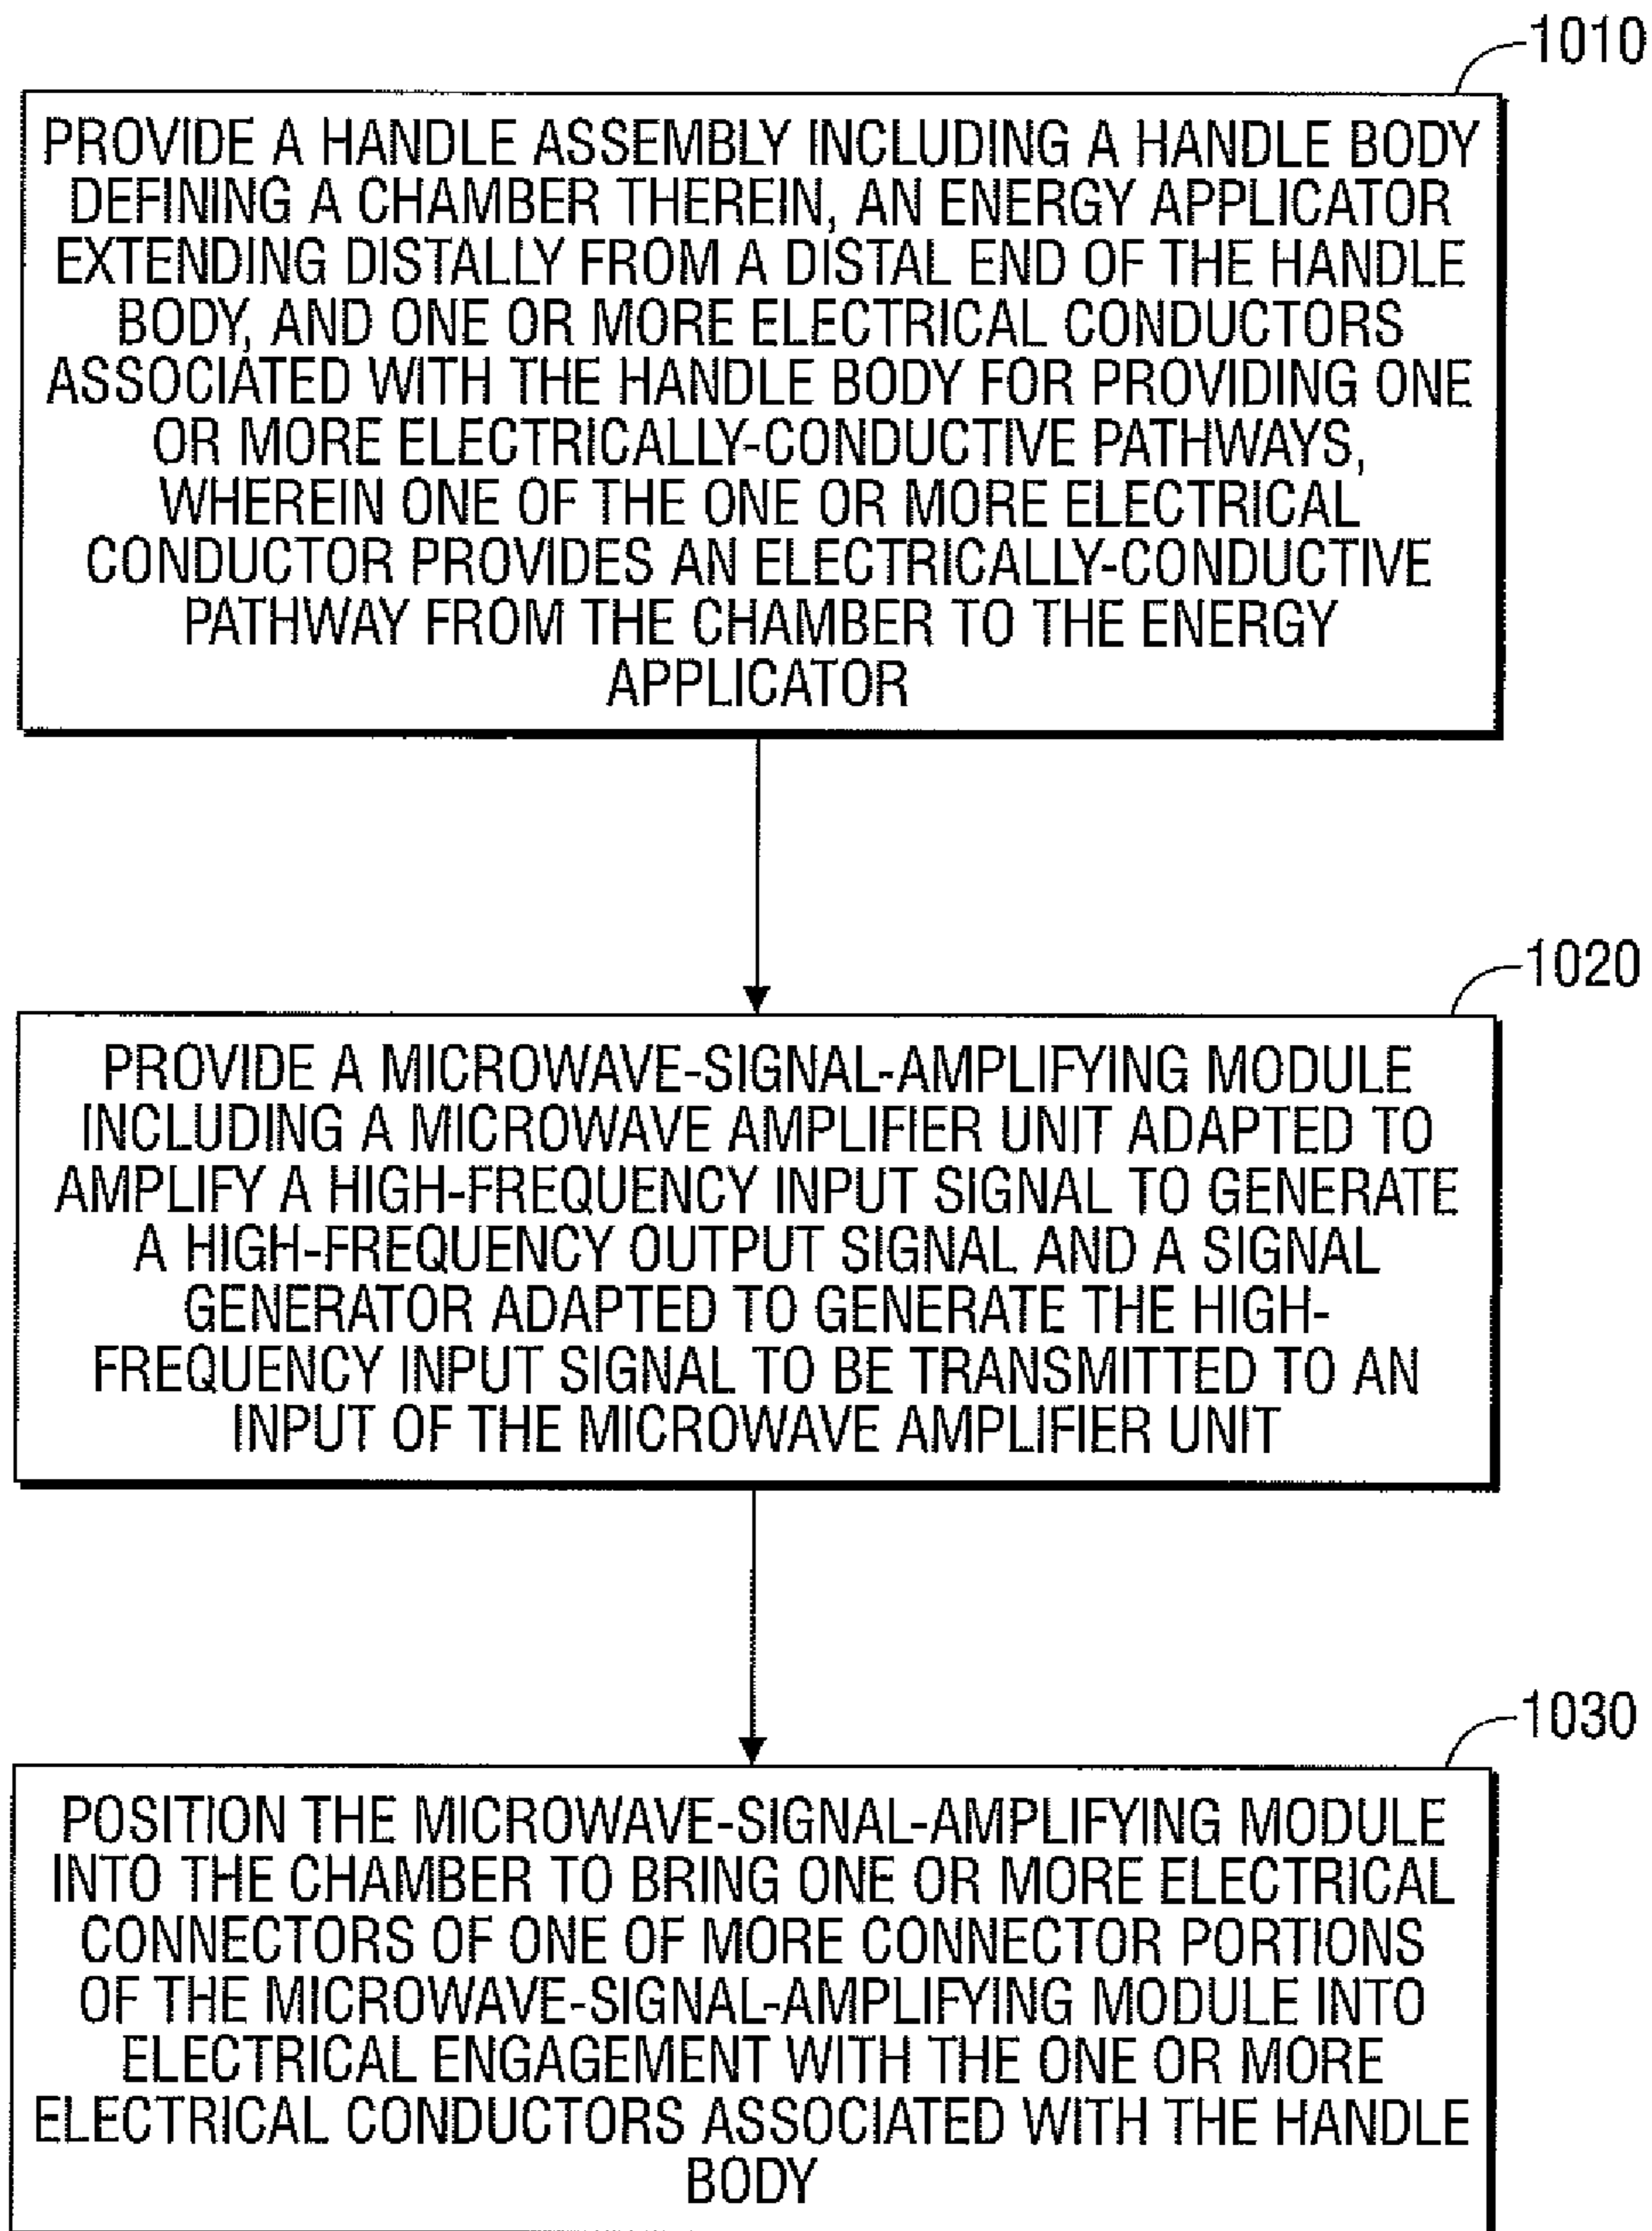 1010
PROVIDE A HANDLE ASSEMBLY INCLUDING A HANDLE BODY
DEFINING A CHAMBER THEREIN, AN ENERGY APPLICATOR
EXTENDING DISTALLY FROM A DISTAL END OF THE HANDLE
BODY, AND ONE OR MORE ELECTRICAL CONDUCTORS
ASSOCIATED WITH THE HANDLE BODY FOR PROVIDING ONE
OR MORE ELECTRICALLY-CONDUCTIVE PATHWAYS,
WHEREIN ONE OF THE ONE OR MORE ELECTRICAL
CONDUCTOR PROVIDES AN ELECTRICALLY-CONDUCTIVE
PATHWAY FROM THE CHAMBER TO THE ENERGY
APPLICATOR
1020
PROVIDE A MICROWAVE-SIGNAL-AMPLIFYING MODULE
INCLUDING A MICROWAVE AMPLIFIER UNIT ADAPTED TO
AMPLIFY A HIGH-FREQUENCY INPUT SIGNAL TO GENERATE
A HIGH-FREQUENCY OUTPUT SIGNAL AND A SIGNAL
GENERATOR ADAPTED TO GENERATE THE HIGH-
FREQUENCY INPUT SIGNAL TO BE TRANSMITTED TO AN
INPUT OF THE MICROWAVE AMPLIFIER UNIT
1030
POSITION THE MICROWAVE-SIGNAL-AMPLIFYING MODULE
INTO THE CHAMBER TO BRING ONE OR MORE ELECTRICAL
CONNECTORS OF ONE OF MORE CONNECTOR PORTIONS
OF THE MICROWAVE-SIGNAL-AMPLIFYING MODULE INTO
ELECTRICAL ENGAGEMENT WITH THE ONE OR MORE
ELECTRICAL CONDUCTORS ASSOCIATED WITH THE HANDLE
BODY